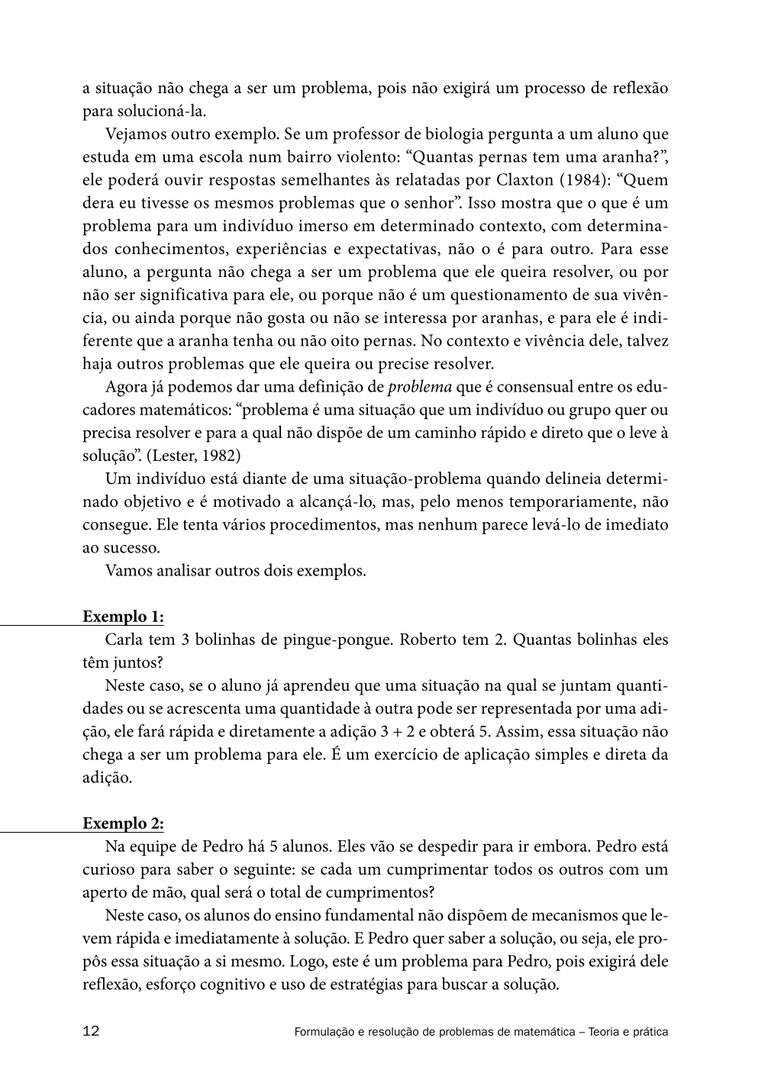 a situação não chega a ser um problema, pois não exigirá um processo de reflexão
para solucioná-la.
Vejamos outro exemplo. Se um professor de biologia pergunta a um aluno que
estuda em uma escola num bairro violento: “Quantas pernas tem uma aranha?”,
ele poderá ouvir respostas semelhantes às relatadas por Claxton (1984): “Quem
dera eu tivesse os mesmos problemas que o senhor”. Isso mostra que o que é um
problema para um indivíduo imerso em determinado contexto, com determina-
dos conhecimentos, experiências e expectativas, não o é para outro. Para esse
aluno, a pergunta não chega a ser um problema que ele queira resolver, ou por
não ser significativa para ele, ou porque não é um questionamento de sua vivên-
cia, ou ainda porque não gosta ou não se interessa por aranhas, e para ele é indi-
ferente que a aranha tenha ou não oito pernas. No contexto e vivência dele, talvez
haja outros problemas que ele queira ou precise resolver.
Agora já podemos dar uma definição de problema que é consensual entre os edu-
cadores matemáticos: “problema é uma situação que um indivíduo ou grupo quer ou
precisa resolver e para a qual não dispõe de um caminho rápido e direto que o leve à
solução”. (Lester, 1982)
Um indivíduo está diante de uma situação-problema quando delineia determi-
nado objetivo e é motivado a alcançá-lo, mas, pelo menos temporariamente, não
consegue. Ele tenta vários procedimentos, mas nenhum parece levá-lo de imediato
ao sucesso.
Vamos analisar outros dois exemplos.
Exemplo 1:
Carla tem 3 bolinhas de pingue-pongue. Roberto tem 2. Quantas bolinhas eles
têm juntos?
Neste caso, se o aluno já aprendeu que uma situação na qual se juntam quanti-
dades ou se acrescenta uma quantidade à outra pode ser representada por uma adi-
ção, ele fará rápida e diretamente a adição 3 + 2 e obterá 5. Assim, essa situação não
chega a ser um problema para ele. É um exercício de aplicação simples e direta da
adição.
Exemplo 2:
Na equipe de Pedro há 5 alunos. Eles vão se despedir para ir embora. Pedro está
curioso para saber o seguinte: se cada um cumprimentar todos os outros com um
aperto de mão, qual será o total de cumprimentos?
Neste caso, os alunos do ensino fundamental não dispõem de mecanismos que le-
vem rápida e imediatamente à solução. E Pedro quer saber a solução, ou seja, ele pro-
pôs essa situação a si mesmo. Logo, este é um problema para Pedro, pois exigirá dele
reflexão, esforço cognitivo e uso de estratégias para buscar a solução.
12 Formulação e resolução de problemas de matemática – Teoria e prática